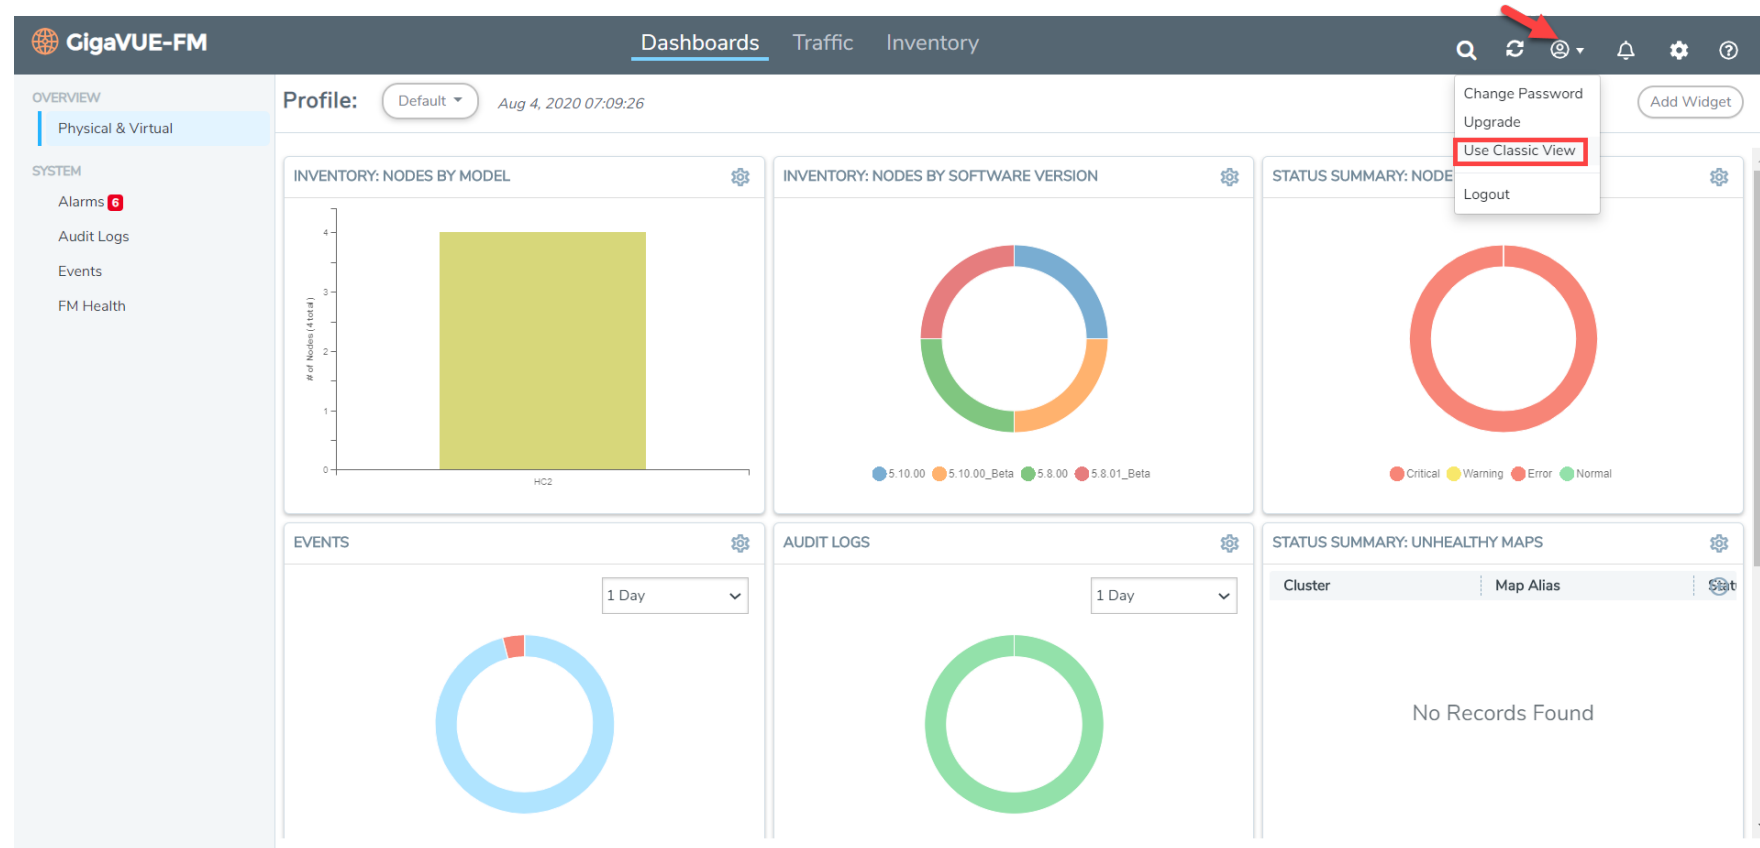 GigaVUE-FM
Dashboards Traffic Inventory
OVERVIEW
Physical & Virtual
SYSTEM
Alarms 6
Audit Logs
Events
FM Health
Profile: Default Aug 4, 2020 07:09:26
Add Widget
Change Password
Upgrade
Use Classic View
Logout
INVENTORY: NODES BY MODEL
# of Nodes (4 total)
4
3
2
1
0
HC2
INVENTORY: NODES BY SOFTWARE VERSION
5.10.00 5.10.00_Beta 5.8.00 5.8.01_Beta
STATUS SUMMARY: NODE
Critical Warning Error Normal
EVENTS
1 Day
AUDIT LOGS
1 Day
STATUS SUMMARY: UNHEALTHY MAPS
Cluster Map Alias
No Records Found